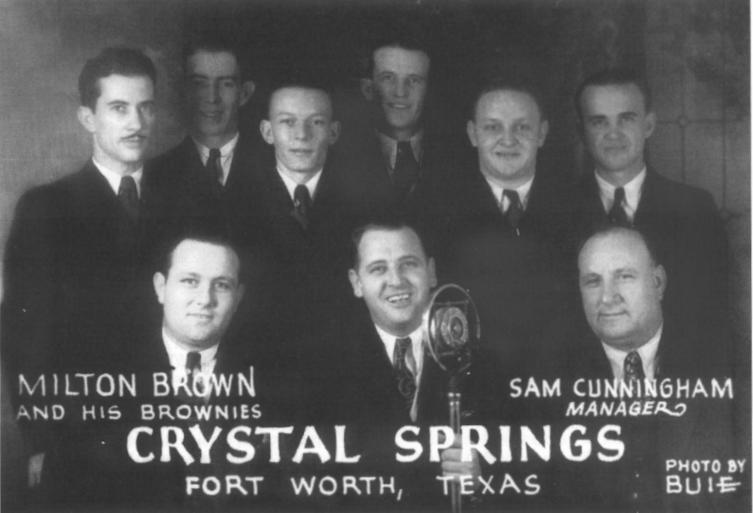 MILTON BROWN
AND HIS BROWNIES
SAM CUNNINGHAM
MANAGER
CRYSTAL SPRINGS
FORT WORTH, TEXAS
PHOTO BY
BUIE